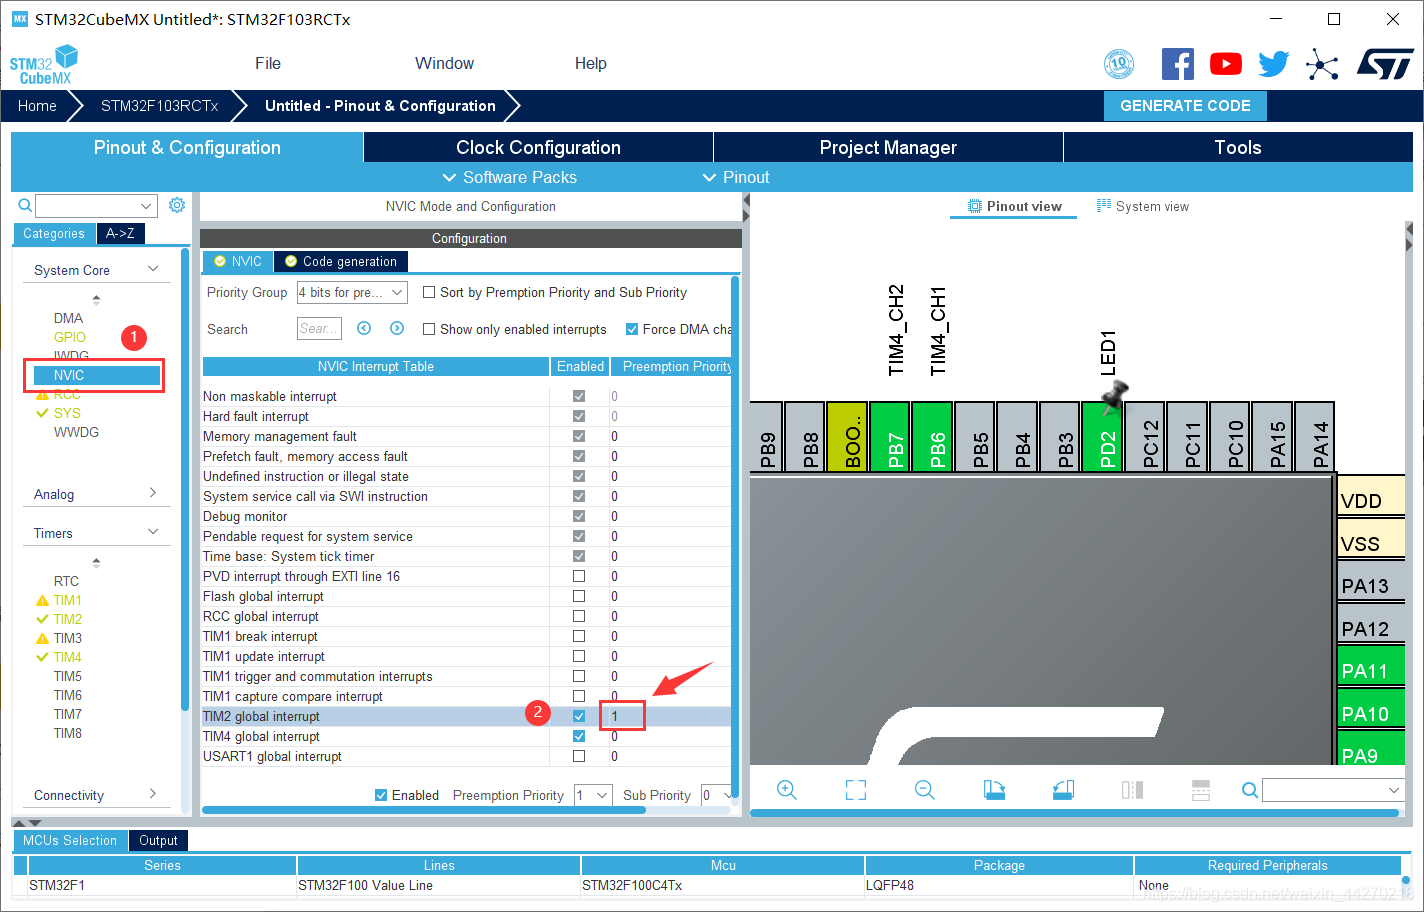 MX STM32CubeMX Untitled*: STM32F103RCTx
STM32
CubeMX
File Window Help
10
Home STM32F103RCTx Untitled - Pinout & Configuration GENERATE CODE
Pinout & Configuration Clock Configuration Project Manager Tools
Software Packs Pinout
NVIC Mode and Configuration
Pinout view System view
Categories A->Z
Configuration
System Core
NVIC Code generation
Priority Group 4 bits for pre... Sort by Premption Priority and Sub Priority
Search Sear... Show only enabled interrupts Force DMA cha
DMA
GPIO
1
IWDG
NVIC
RCC
SYS
WWDG
Analog
Timers
RTC
TIM1
TIM2
TIM3
TIM4
TIM5
TIM6
TIM7
TIM8
Connectivity
NVIC Interrupt Table Enabled Preemption Priority
Non maskable interrupt 0
Hard fault interrupt 0
Memory management fault 0
Prefetch fault, memory access fault 0
Undefined instruction or illegal state 0
System service call via SWI instruction 0
Debug monitor 0
Pendable request for system service 0
Time base: System tick timer 0
PVD interrupt through EXTI line 16 0
Flash global interrupt 0
RCC global interrupt 0
TIM1 break interrupt 0
TIM1 update interrupt 0
TIM1 trigger and commutation interrupts 0
TIM1 capture compare interrupt 0
TIM2 global interrupt 2 1
TIM4 global interrupt 0
USART1 global interrupt 0
Enabled Preemption Priority 1 Sub Priority 0
TIM4_CH2
TIM4_CH1
LED1
PB9
PB8
BOO..
PB7
PB6
PB5
PB4
PB3
PD2
PC12
PC11
PC10
PA15
PA14
VDD
VSS
PA13
PA12
PA11
PA10
PA9
MCUs Selection Output
Series Lines Mcu Package Required Peripherals
STM32F1 STM32F100 Value Line STM32F100C4Tx LQFP48 None
https://blog.csdn.net/weixin_44270218